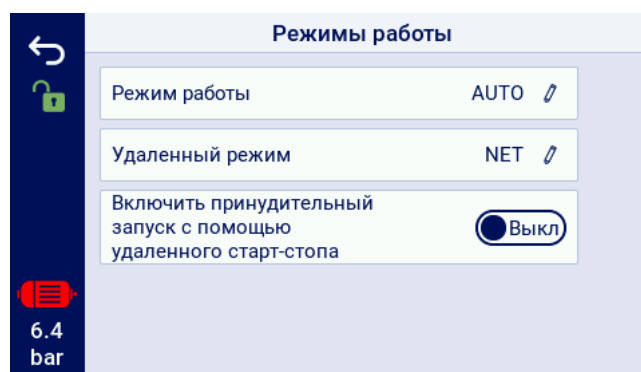 Режимы работы
Режим работы
AUTO
Удаленный режим
NET
Включить принудительный
запуск с помощью
удаленного старт-стопа
Выкл
6.4
bar